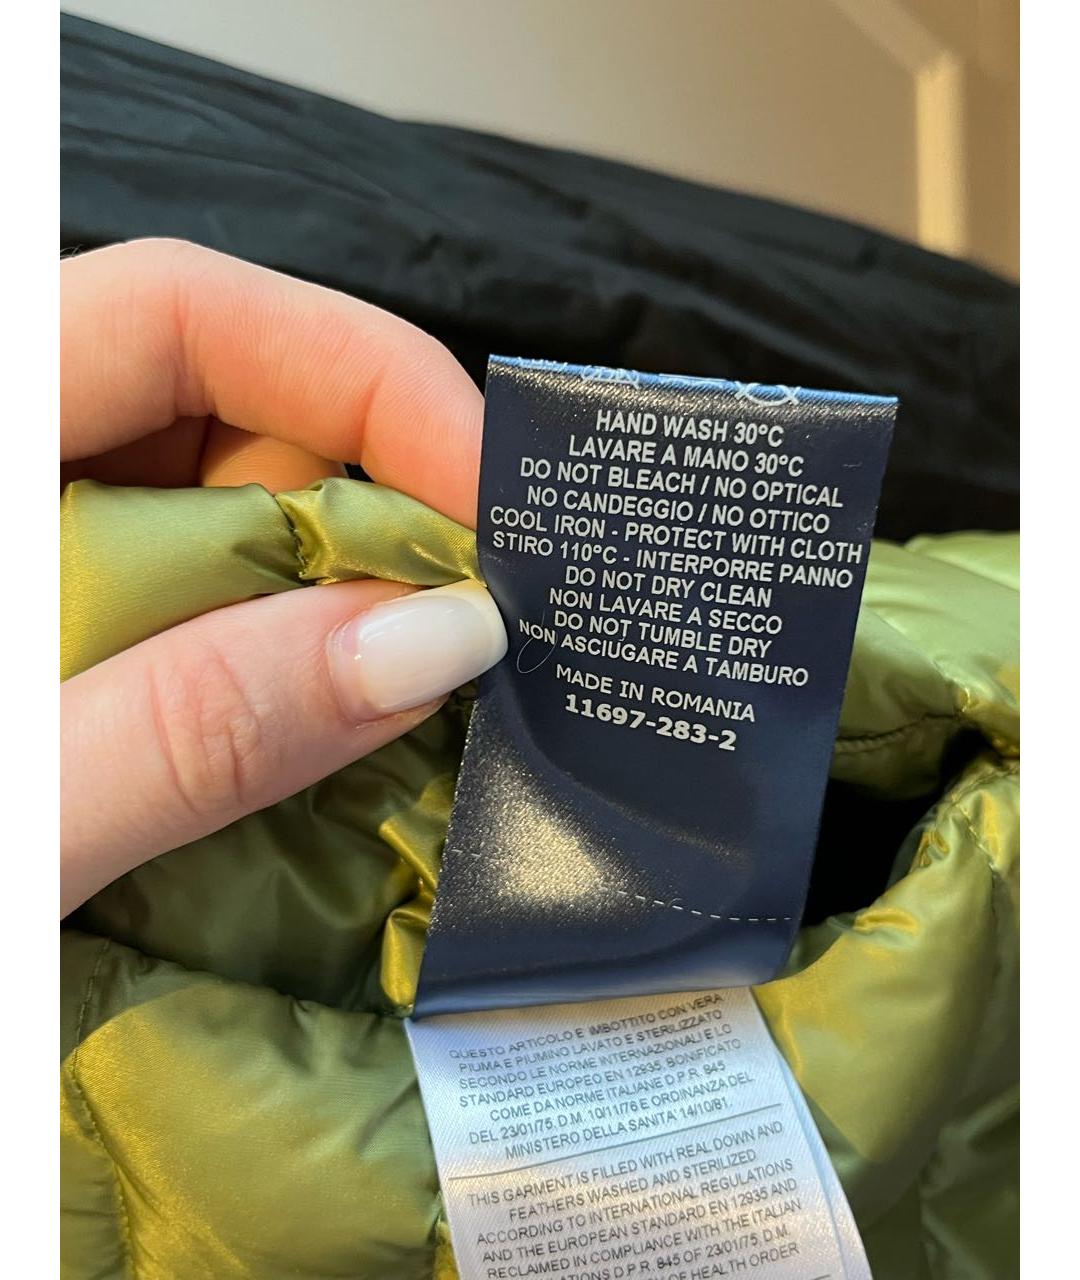 HAND WASH 30°C
LAVARE A MANO 30°C
DO NOT BLEACH / NO OPTICAL
NO CANDEGGIO / NO OTTICO
COOL IRON - PROTECT WITH CLOTH
STIRO 110°C - INTERPORRE PANNO
DO NOT DRY CLEAN
NON LAVARE A SECCO
DO NOT TUMBLE DRY
NON ASCIUGARE A TAMBURO
MADE IN ROMANIA
11697-283-2
QUESTO ARTICOLO E IMBOTTITO CON VERA
PIUMA E PIUMINO LAVATO E STERILIZZATO
SECONDO LE NORME INTERNAZIONALI E LO
STANDARD EUROPEO EN 12935. BONIFICATO
COME DA NORME ITALIANE D.P.R. 845
DEL 23/01/75. D.M. 10/11/76 E ORDINANZA DEL
MINISTERO DELLA SANITA' 14/10/81.
THIS GARMENT IS FILLED WITH REAL DOWN AND
FEATHERS WASHED AND STERILIZED
ACCORDING TO INTERNATIONAL REGULATIONS
AND THE EUROPEAN STANDARD EN 12935 AND
RECLAIMED IN COMPLIANCE WITH THE ITALIAN
REGULATIONS D.P.R. 845 OF 23/01/75, D.M.
OF HEALTH ORDER